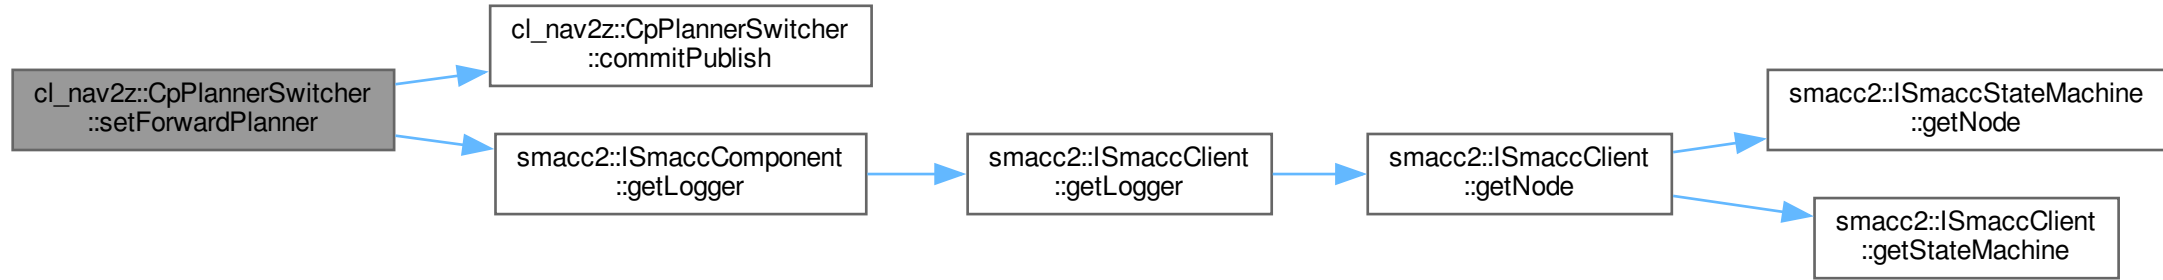 cl_nav2z::CpPlannerSwitcher
::setForwardPlanner
cl_nav2z::CpPlannerSwitcher
::commitPublish
smacc2::ISmaccComponent
::getLogger
smacc2::ISmaccClient
::getLogger
smacc2::ISmaccClient
::getNode
smacc2::ISmaccStateMachine
::getNode
smacc2::ISmaccClient
::getStateMachine